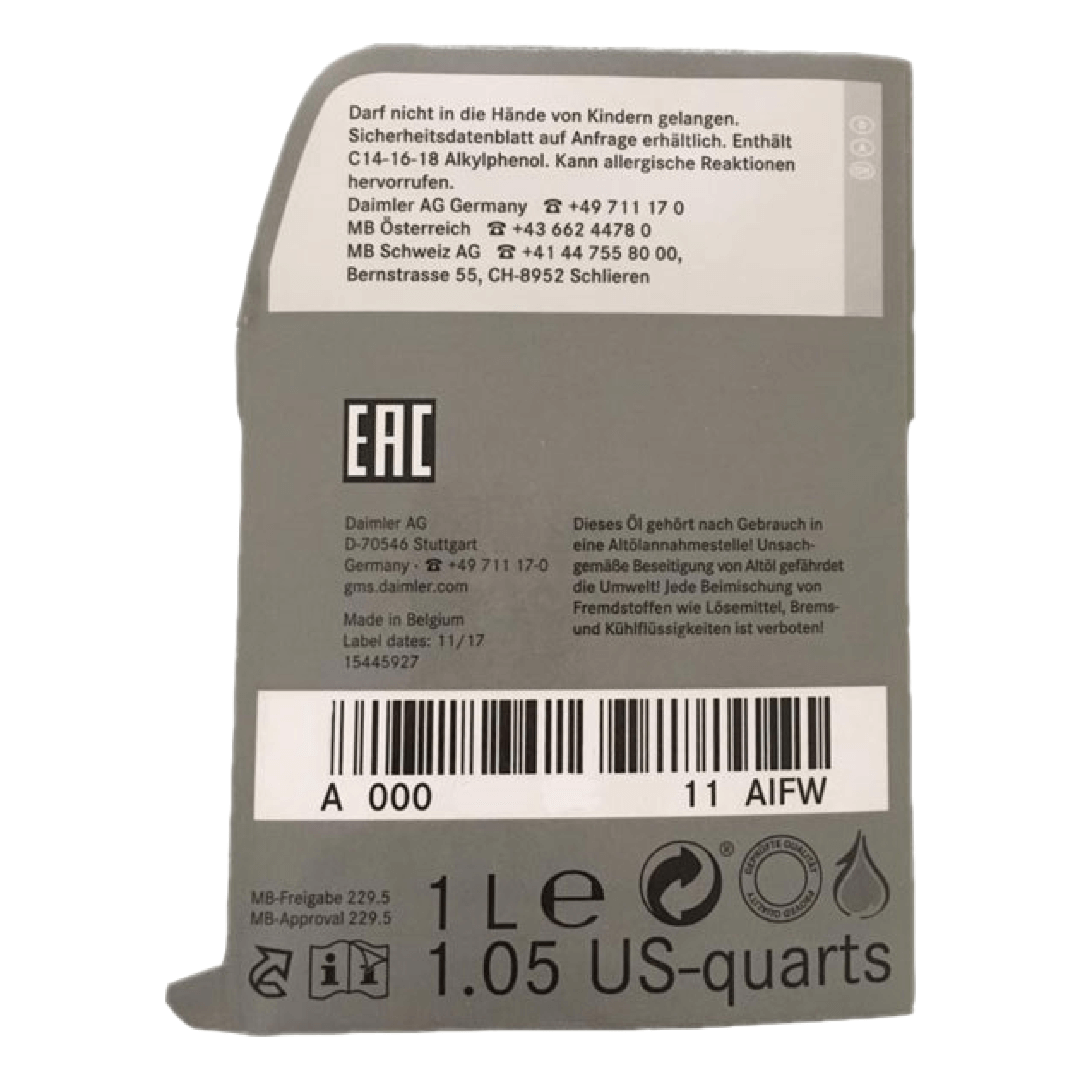 Darf nicht in die Hände von Kindern gelangen.
Sicherheitsdatenblatt auf Anfrage erhältlich. Enthält
C14-16-18 Alkylphenol. Kann allergische Reaktionen
hervorrufen.
Daimler AG Germany ☎ +49 711 17 0
MB Österreich ☎ +43 662 4478 0
MB Schweiz AG ☎ +41 44 755 80 00,
Bernstrasse 55, CH-8952 Schlieren
EAC
Daimler AG
D-70546 Stuttgart
Germany · ☎ +49 711 17-0
gms.daimler.com
Made in Belgium
Label dates: 11/17
15445927
Dieses Öl gehört nach Gebrauch in
eine Altölannahmestelle! Unsach-
gemäße Beseitigung von Altöl gefährdet
die Umwelt! Jede Beimischung von
Fremdstoffen wie Lösemittel, Brems-
und Kühlflüssigkeiten ist verboten!
A 000 11 AIFW
MB-Freigabe 229.5
MB-Approval 229.5
1 L e
®
GEPRÜFTE QUALITÄT
PROVED QUALITY
1.05 US-quarts